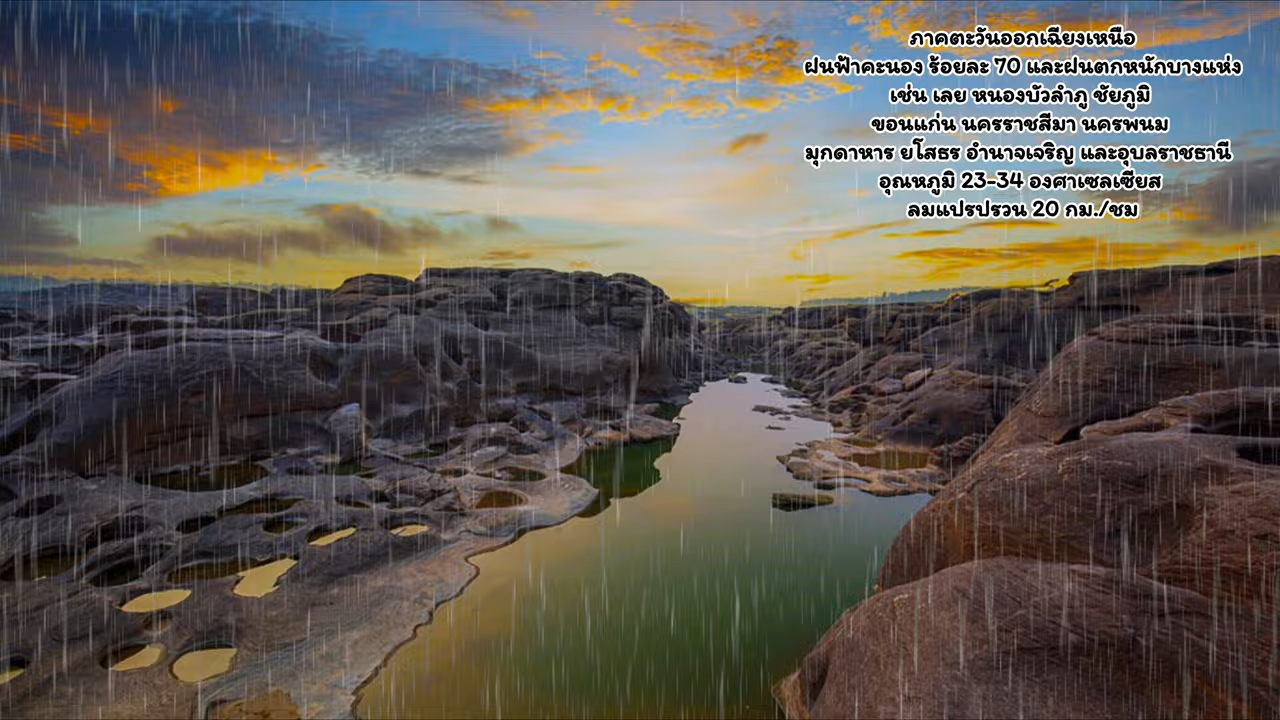 ภาคตะวันออกเฉียงเหนือ
ฝนฟ้าคะนอง ร้อยละ 70 และฝนตกหนักบางแห่ง
เช่น เลย หนองบัวลำภู ชัยภูมิ
ขอนแก่น นครราชสีมา นครพนม
มุกดาหาร ยโสธร อำนาจเจริญ และอุบลราชธานี
อุณหภูมิ 23-34 องศาเซลเซียส
ลมแปรปรวน 20 กม./ชม